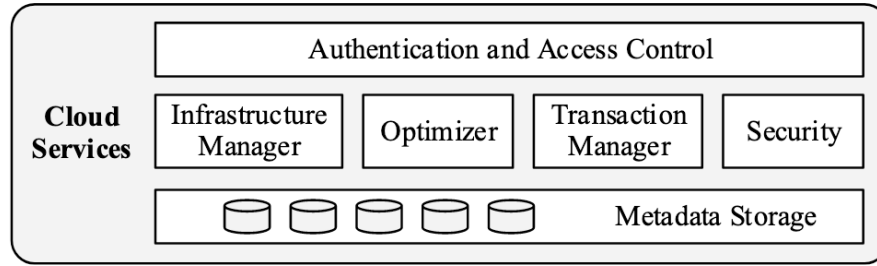 Authentication and Access Control
Cloud
Services
Infrastructure
Manager
Optimizer
Transaction
Manager
Security
Metadata Storage